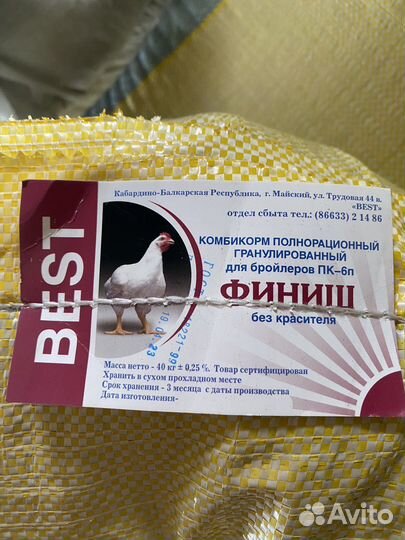 BEST
Кабардино-Балкарская Республика, г. Майский, ул. Трудовая 44 в.
«BEST»
отдел сбыта тел.: (86633) 2 14 86
КОМБИКОРМ ПОЛНОРАЦИОННЫЙ
ГРАНУЛИРОВАННЫЙ
для бройлеров ПК-6п
ФИНИШ
без красителя
Масса нетто - 40 кг ± 0,25 %. Товар сертифицирован
Хранить в сухом прохладном месте
Срок хранения - 3 месяца с даты производства
Дата изготовления-
Avito